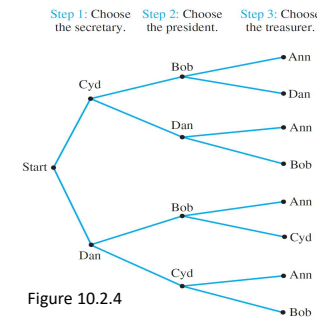 Step 1: Choose the secretary.
Step 2: Choose the president.
Step 3: Choose the treasurer.
Ann
Bob
Cyd
Dan
Dan
Ann
Start
Bob
Ann
Bob
Cyd
Dan
Cyd
Ann
Figure 10.2.4
Bob